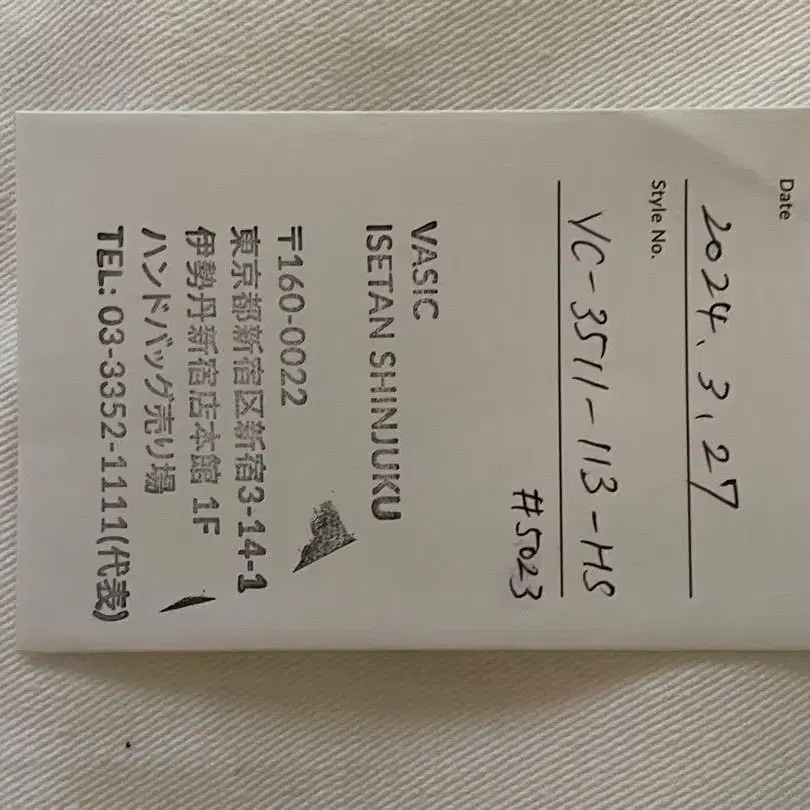 Date
2024. 3. 27
Style No.
VC-3511-113-HS
#5023
VASIC
ISETAN SHINJUKU
〒160-0022
東京都新宿区新宿3-14-1
伊勢丹新宿店本館 1F
ハンドバッグ売り場
TEL: 03-3352-1111(代表)